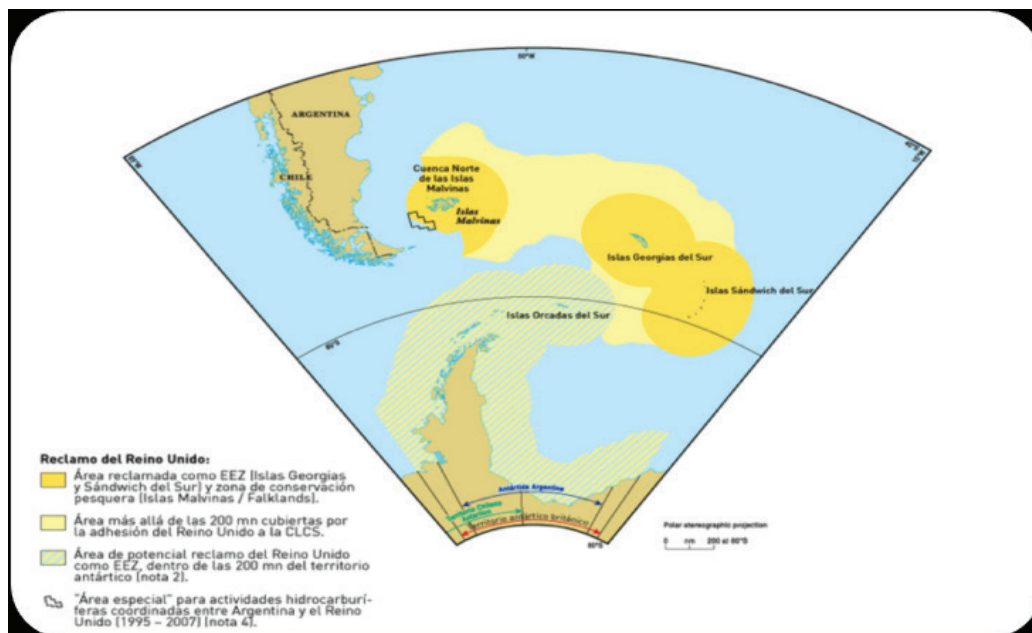 50°W
ARGENTINA
CHILE
Cuenca Norte
de las Islas
Malvinas
Islas
Malvinas
Islas Georgias del Sur
Islas Sándwich del Sur
Islas Orcadas del Sur
60°S
Antártida Argentina
Territorio Chileno
Antártico
Territorio antártico británico
80°S
Reclamo del Reino Unido:
Área reclamada como EEZ (Islas Georgias
y Sándwich del Sur) y zona de conservación
pesquera (Islas Malvinas / Falklands).
Área más allá de las 200 mn cubiertas por
la adhesión del Reino Unido a la CLCS.
Área de potencial reclamo del Reino Unido
como EEZ, dentro de las 200 mn del territorio
antártico (nota 2).
"Área especial" para actividades hidrocarburí-
feras coordinadas entre Argentina y el Reino
Unido (1995 – 2007) (nota 4).
Polar stereographic projection
0 nm 200 at 60°S